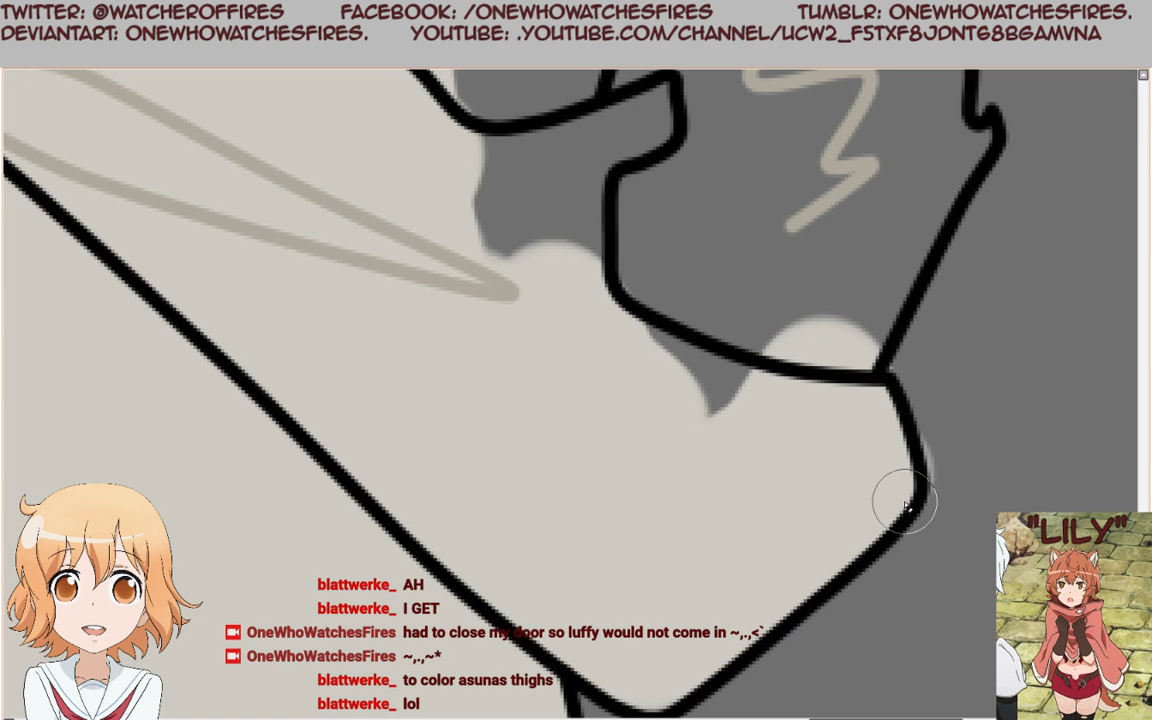 TWITTER: @WATCHEROFFIRES FACEBOOK: /ONEWHOWATCHESFIRES TUMBLR: ONEWHOWATCHESFIRES.
DEVIANTART: ONEWHOWATCHESFIRES. YOUTUBE: .YOUTUBE.COM/CHANNEL/UCW2_F5TXF8JDNTG8BGAMVNA
"LILY"
blattwerke_ AH
blattwerke_ I GET
OneWhoWatchesFires had to close my door so luffy would not come in ~,.,<`
OneWhoWatchesFires ~,.,~*
blattwerke_ to color asunas thighs
blattwerke_ lol